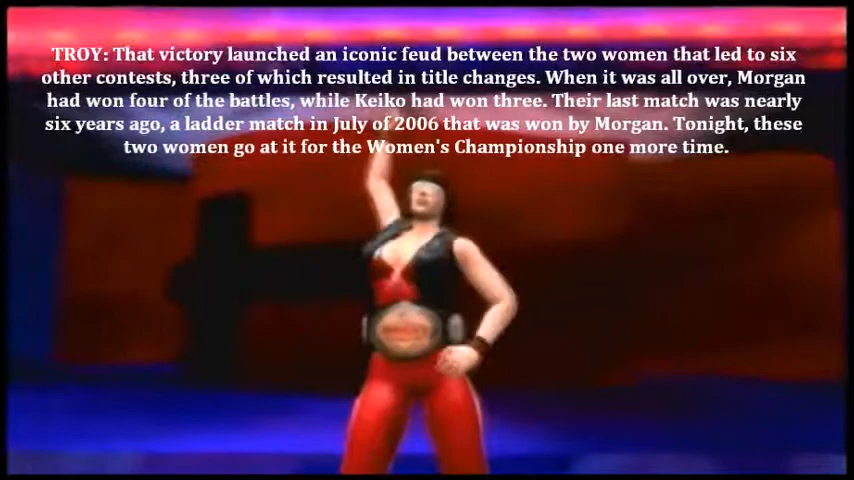 TROY: That victory launched an iconic feud between the two women that led to six
other contests, three of which resulted in title changes. When it was all over, Morgan
had won four of the battles, while Keiko had won three. Their last match was nearly
six years ago, a ladder match in July of 2006 that was won by Morgan. Tonight, these
two women go at it for the Women's Championship one more time.